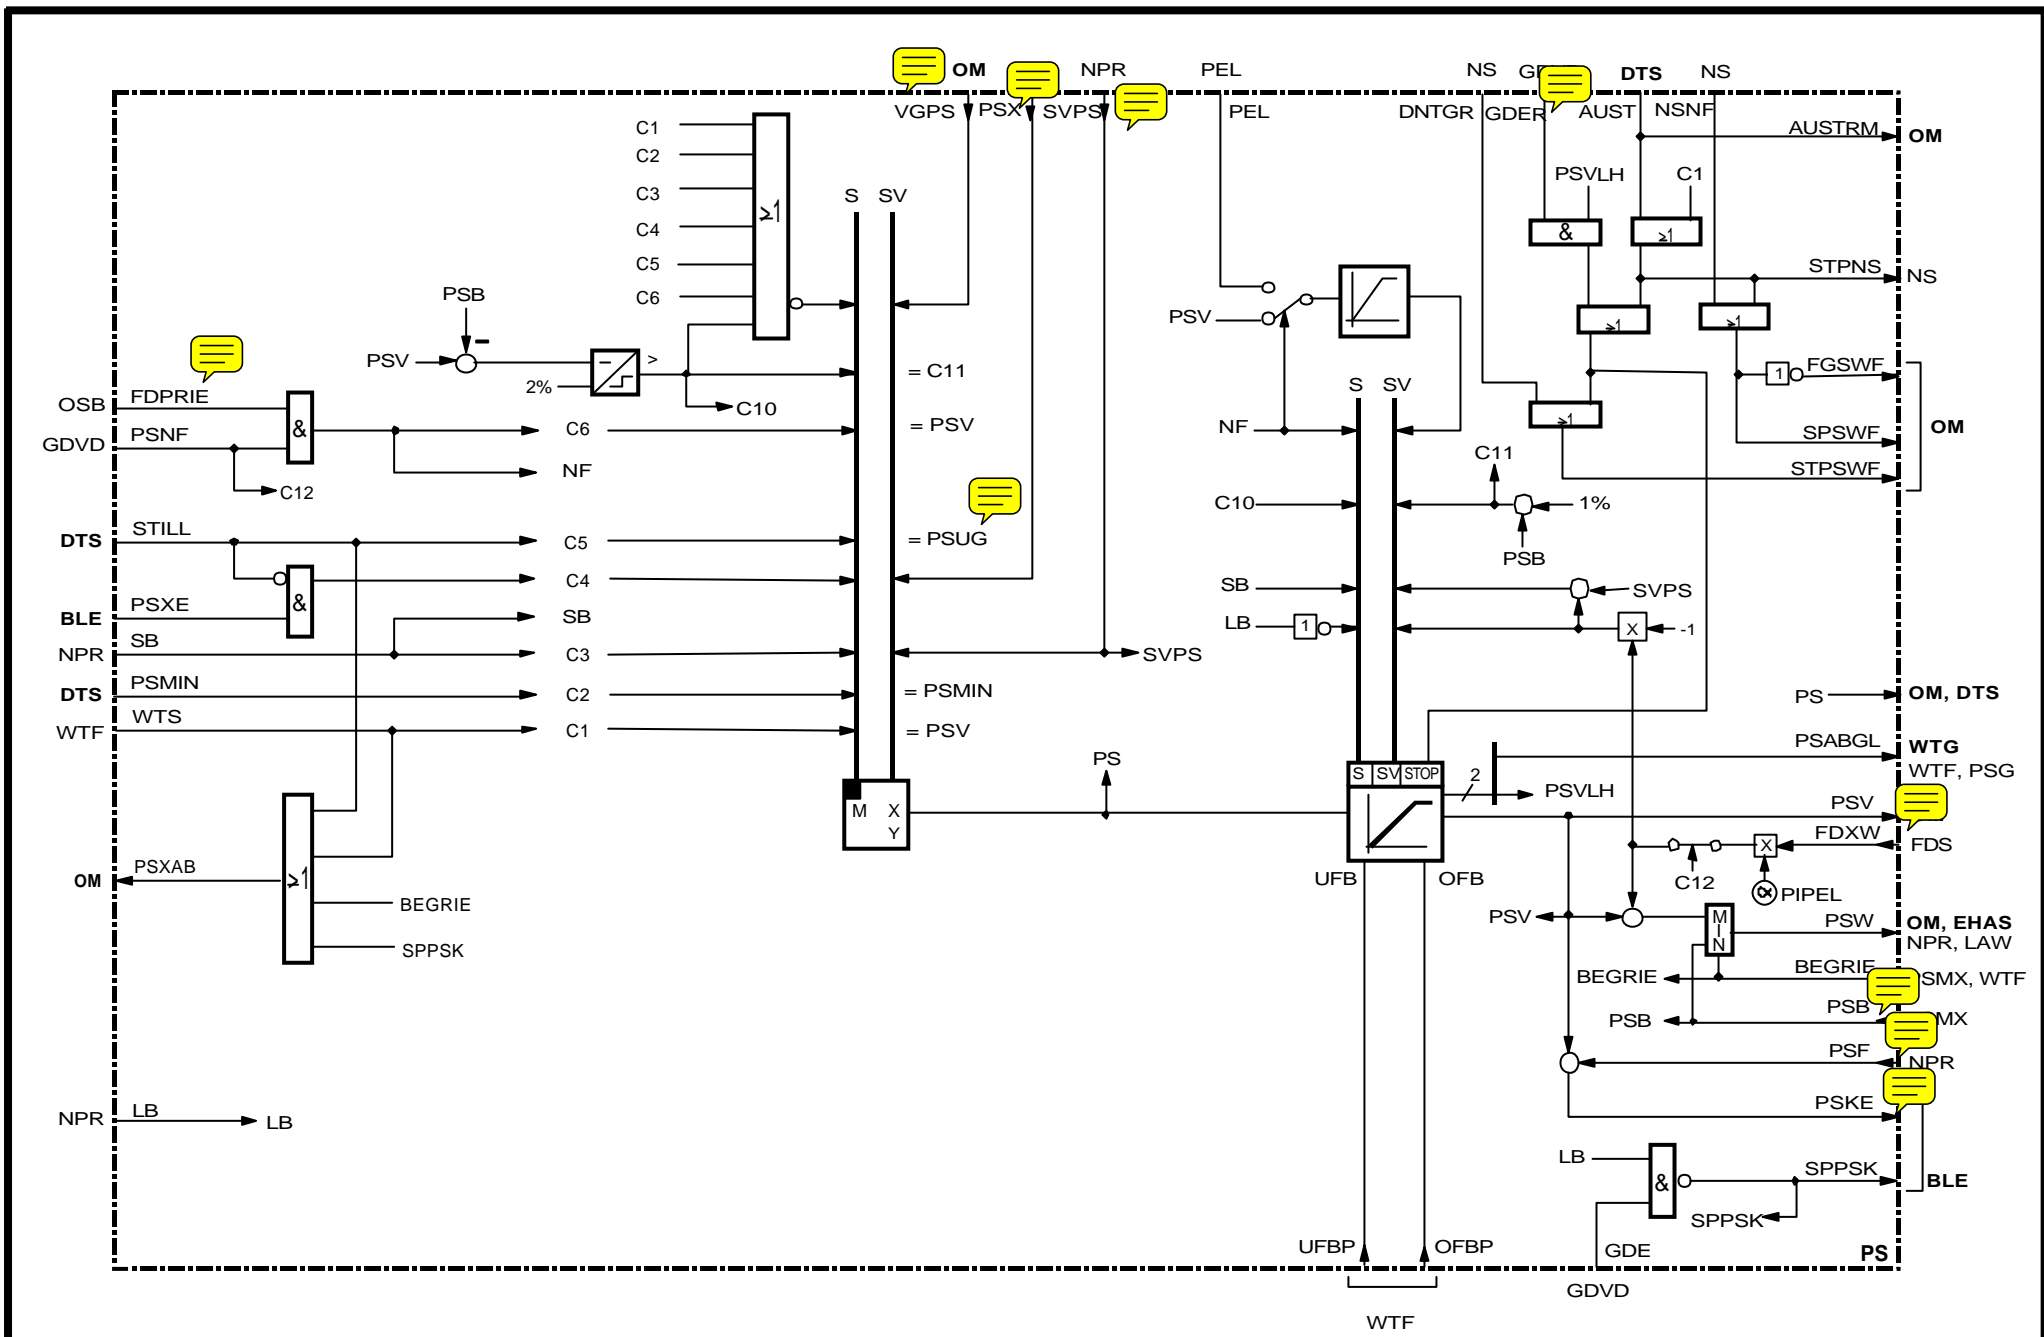 OM NPR PEL NS DTS NS
VGPS PSX SVPS PEL DNTGR GDER AUST NSNF
C1 AUSTRM OM
C2
C3 PSVLH C1
S SV
≥1
C4 & ≥1
C5
C6 STPNS NS
PSB
PSV ≥1 ≥1
PSV >
2% = C11 1 FGSWF
S SV
OSB FDPRIE C10 ≥1
& C6 = PSV NF SPSWF OM
GDVD PSNF
C11
NF STPSWF
C12
C10 1%
DTS STILL C5 = PSUG
PSB
C4
SB SVPS
BLE PSXE &
SB
LB 1 X -1
NPR SB C3 SVPS
DTS PSMIN C2 = PSMIN PS OM, DTS
WTF WTS C1 = PSV
PS PSABGL WTG
S SV STOP 2 WTF, PSG
PSVLH
M X PSV
Y
FDXW FDS
X
OM PSXAB ≥1 UFB OFB C12 PIPEL
BEGRIE PSV MIN PSW OM, EHAS
NPR, LAW
SPPSK
BEGRIE BEGRIE SMX, WTF
PSB PSB MX
PSF NPR
PSKE
NPR LB LB
LB
& SPPSK BLE
SPPSK
UFBP OFBP GDE PS
GDVD
WTF